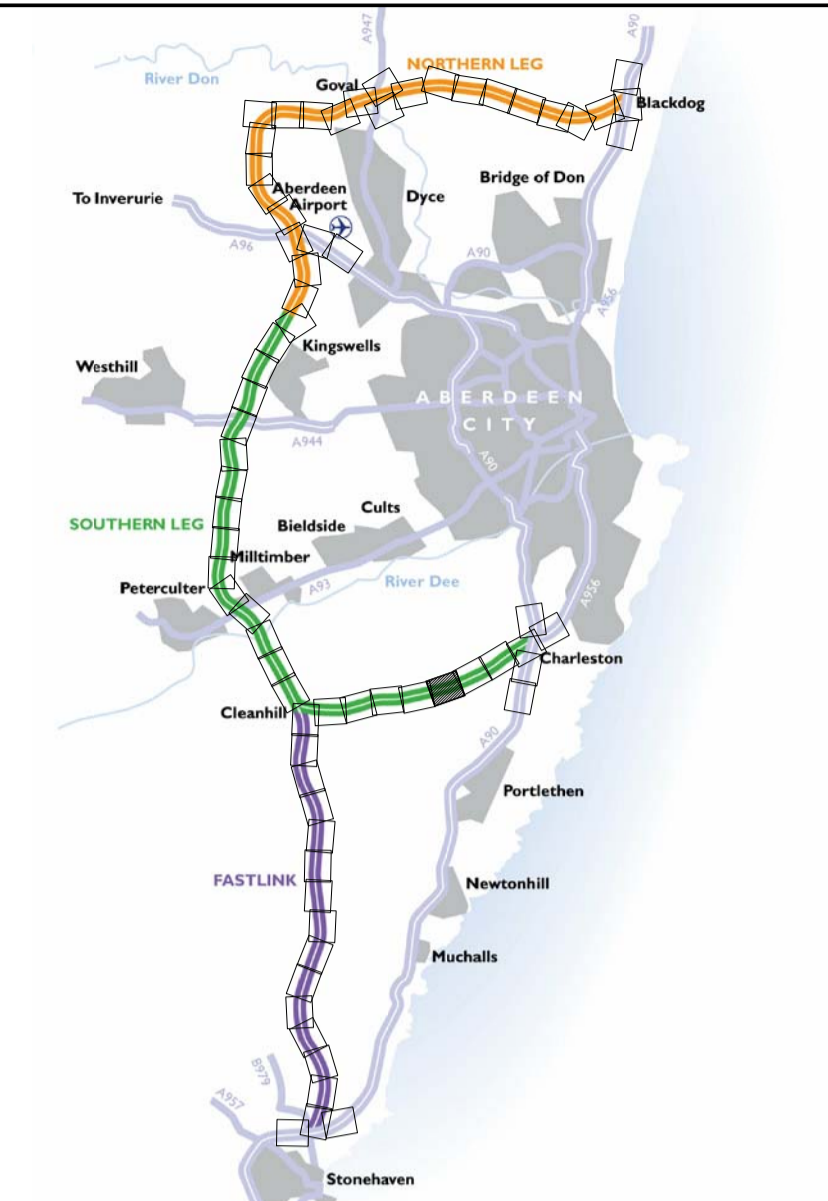 A947
A90
NORTHERN LEG
River Don
Goval
Blackdog
Bridge of Don
Aberdeen
Airport
To Inverurie
Dyce
A96
A90
A956
Kingswells
Westhill
ABERDEEN
CITY
A944
A90
Cults
SOUTHERN LEG
Bieldside
Milltimber
Peterculter
A93
River Dee
A956
Charleston
Cleanhill
A90
Portlethen
FASTLINK
Newtonhill
Muchalls
B979
A957
Stonehaven